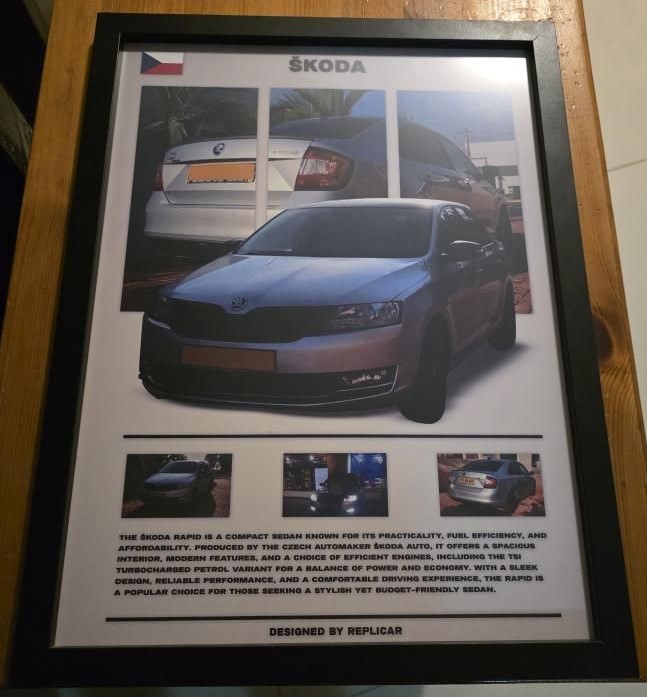 ŠKODA
THE ŠKODA RAPID IS A COMPACT SEDAN KNOWN FOR ITS PRACTICALITY, FUEL EFFICIENCY, AND
AFFORDABILITY. PRODUCED BY THE CZECH AUTOMAKER ŠKODA AUTO, IT OFFERS A SPACIOUS
INTERIOR, MODERN FEATURES, AND A CHOICE OF EFFICIENT ENGINES, INCLUDING THE TSI
TURBOCHARGED PETROL VARIANT FOR A BALANCE OF POWER AND ECONOMY. WITH A SLEEK
DESIGN, RELIABLE PERFORMANCE, AND A COMFORTABLE DRIVING EXPERIENCE, THE RAPID IS
A POPULAR CHOICE FOR THOSE SEEKING A STYLISH YET BUDGET-FRIENDLY SEDAN.
DESIGNED BY REPLICAR